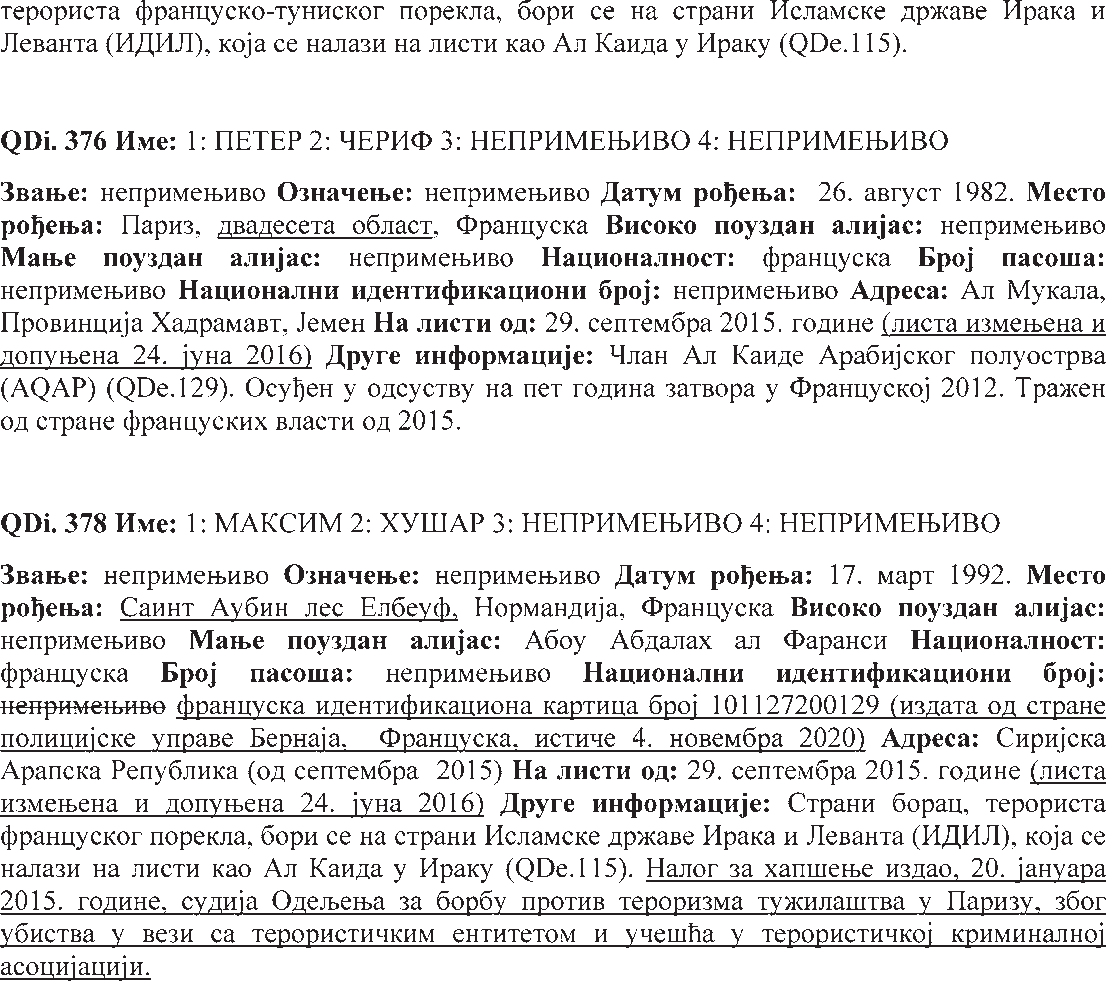 терориста француско-туниског порекла, бори се на страни Исламске државе Ирака и
Леванта (ИДИЛ), која се налази на листи као Ал Каида у Ираку (QDe.115).
QDi. 376 Име: 1: ПЕТЕР 2: ЧЕРИФ 3: НЕПРИМЕЊИВО 4: НЕПРИМЕЊИВО
Звање: непримењиво Означење: непримењиво Датум рођења: 26. август 1982. Место
рођења: Париз, двадесета област, Француска Високо поуздан алијас: непримењиво
Мање поуздан алијас: непримењиво Националност: француска Број пасоша:
непримењиво Национални идентификациони број: непримењиво Адреса: Ал Мукала,
Провинција Хадрамавт, Јемен На листи од: 29. септембра 2015. године (листа измењена и
допуњена 24. јуна 2016) Друге информације: Члан Ал Каиде Арабијског полуострва
(AQAP) (QDe.129). Осуђен у одсуству на пет година затвора у Француској 2012. Тражен
од стране француских власти од 2015.
QDi. 378 Име: 1: МАКСИМ 2: ХУШАР 3: НЕПРИМЕЊИВО 4: НЕПРИМЕЊИВО
Звање: непримењиво Означење: непримењиво Датум рођења: 17. март 1992. Место
рођења: Саинт Аубин лес Елбеуф, Нормандија, Француска Високо поуздан алијас:
непримењиво Мање поуздан алијас: Абоу Абдалах ал Фаранси Националност:
француска Број пасоша: непримењиво Национални идентификациони број:
непримењиво француска идентификациона картица број 101127200129 (издата од стране
полицијске управе Бернаја, Француска, истиче 4. новембра 2020) Адреса: Сиријска
Арапска Република (од септембра 2015) На листи од: 29. септембра 2015. године (листа
измењена и допуњена 24. јуна 2016) Друге информације: Страни борац, терориста
француског порекла, бори се на страни Исламске државе Ирака и Леванта (ИДИЛ), која се
налази на листи као Ал Каида у Ираку (QDe.115). Налог за хапшење издао, 20. јануара
2015. године, судија Одељења за борбу против тероризма тужилаштва у Паризу, због
убиства у вези са терористичким ентитетом и учешћа у терористичкој криминалној
асоцијацији.